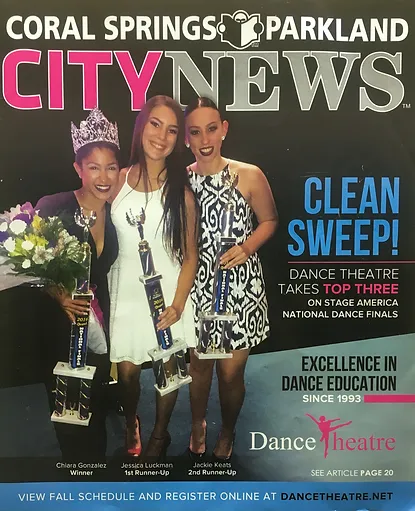 CORAL SPRINGS PARKLAND
CITYNEWS
TM
CLEAN
SWEEP!
DANCE THEATRE
TAKES TOP THREE
ON STAGE AMERICA
NATIONAL DANCE FINALS
EXCELLENCE IN
DANCE EDUCATION
SINCE 1993
Dance Theatre
Chiara Gonzalez
Winner
Jessica Luckman
1st Runner-Up
Jackie Keats
2nd Runner-Up
SEE ARTICLE PAGE 20
VIEW FALL SCHEDULE AND REGISTER ONLINE AT DANCETHEATRE.NET